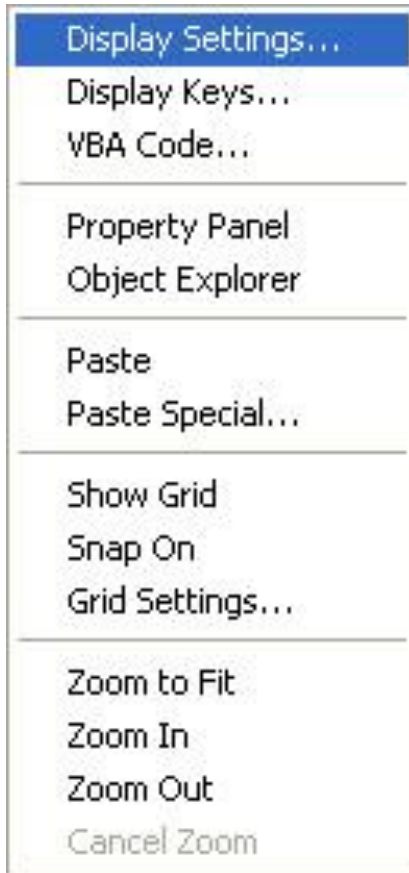 Display Settings...
Display Keys...
VBA Code...
Property Panel
Object Explorer
Paste
Paste Special...
Show Grid
Snap On
Grid Settings...
Zoom to Fit
Zoom In
Zoom Out
Cancel Zoom